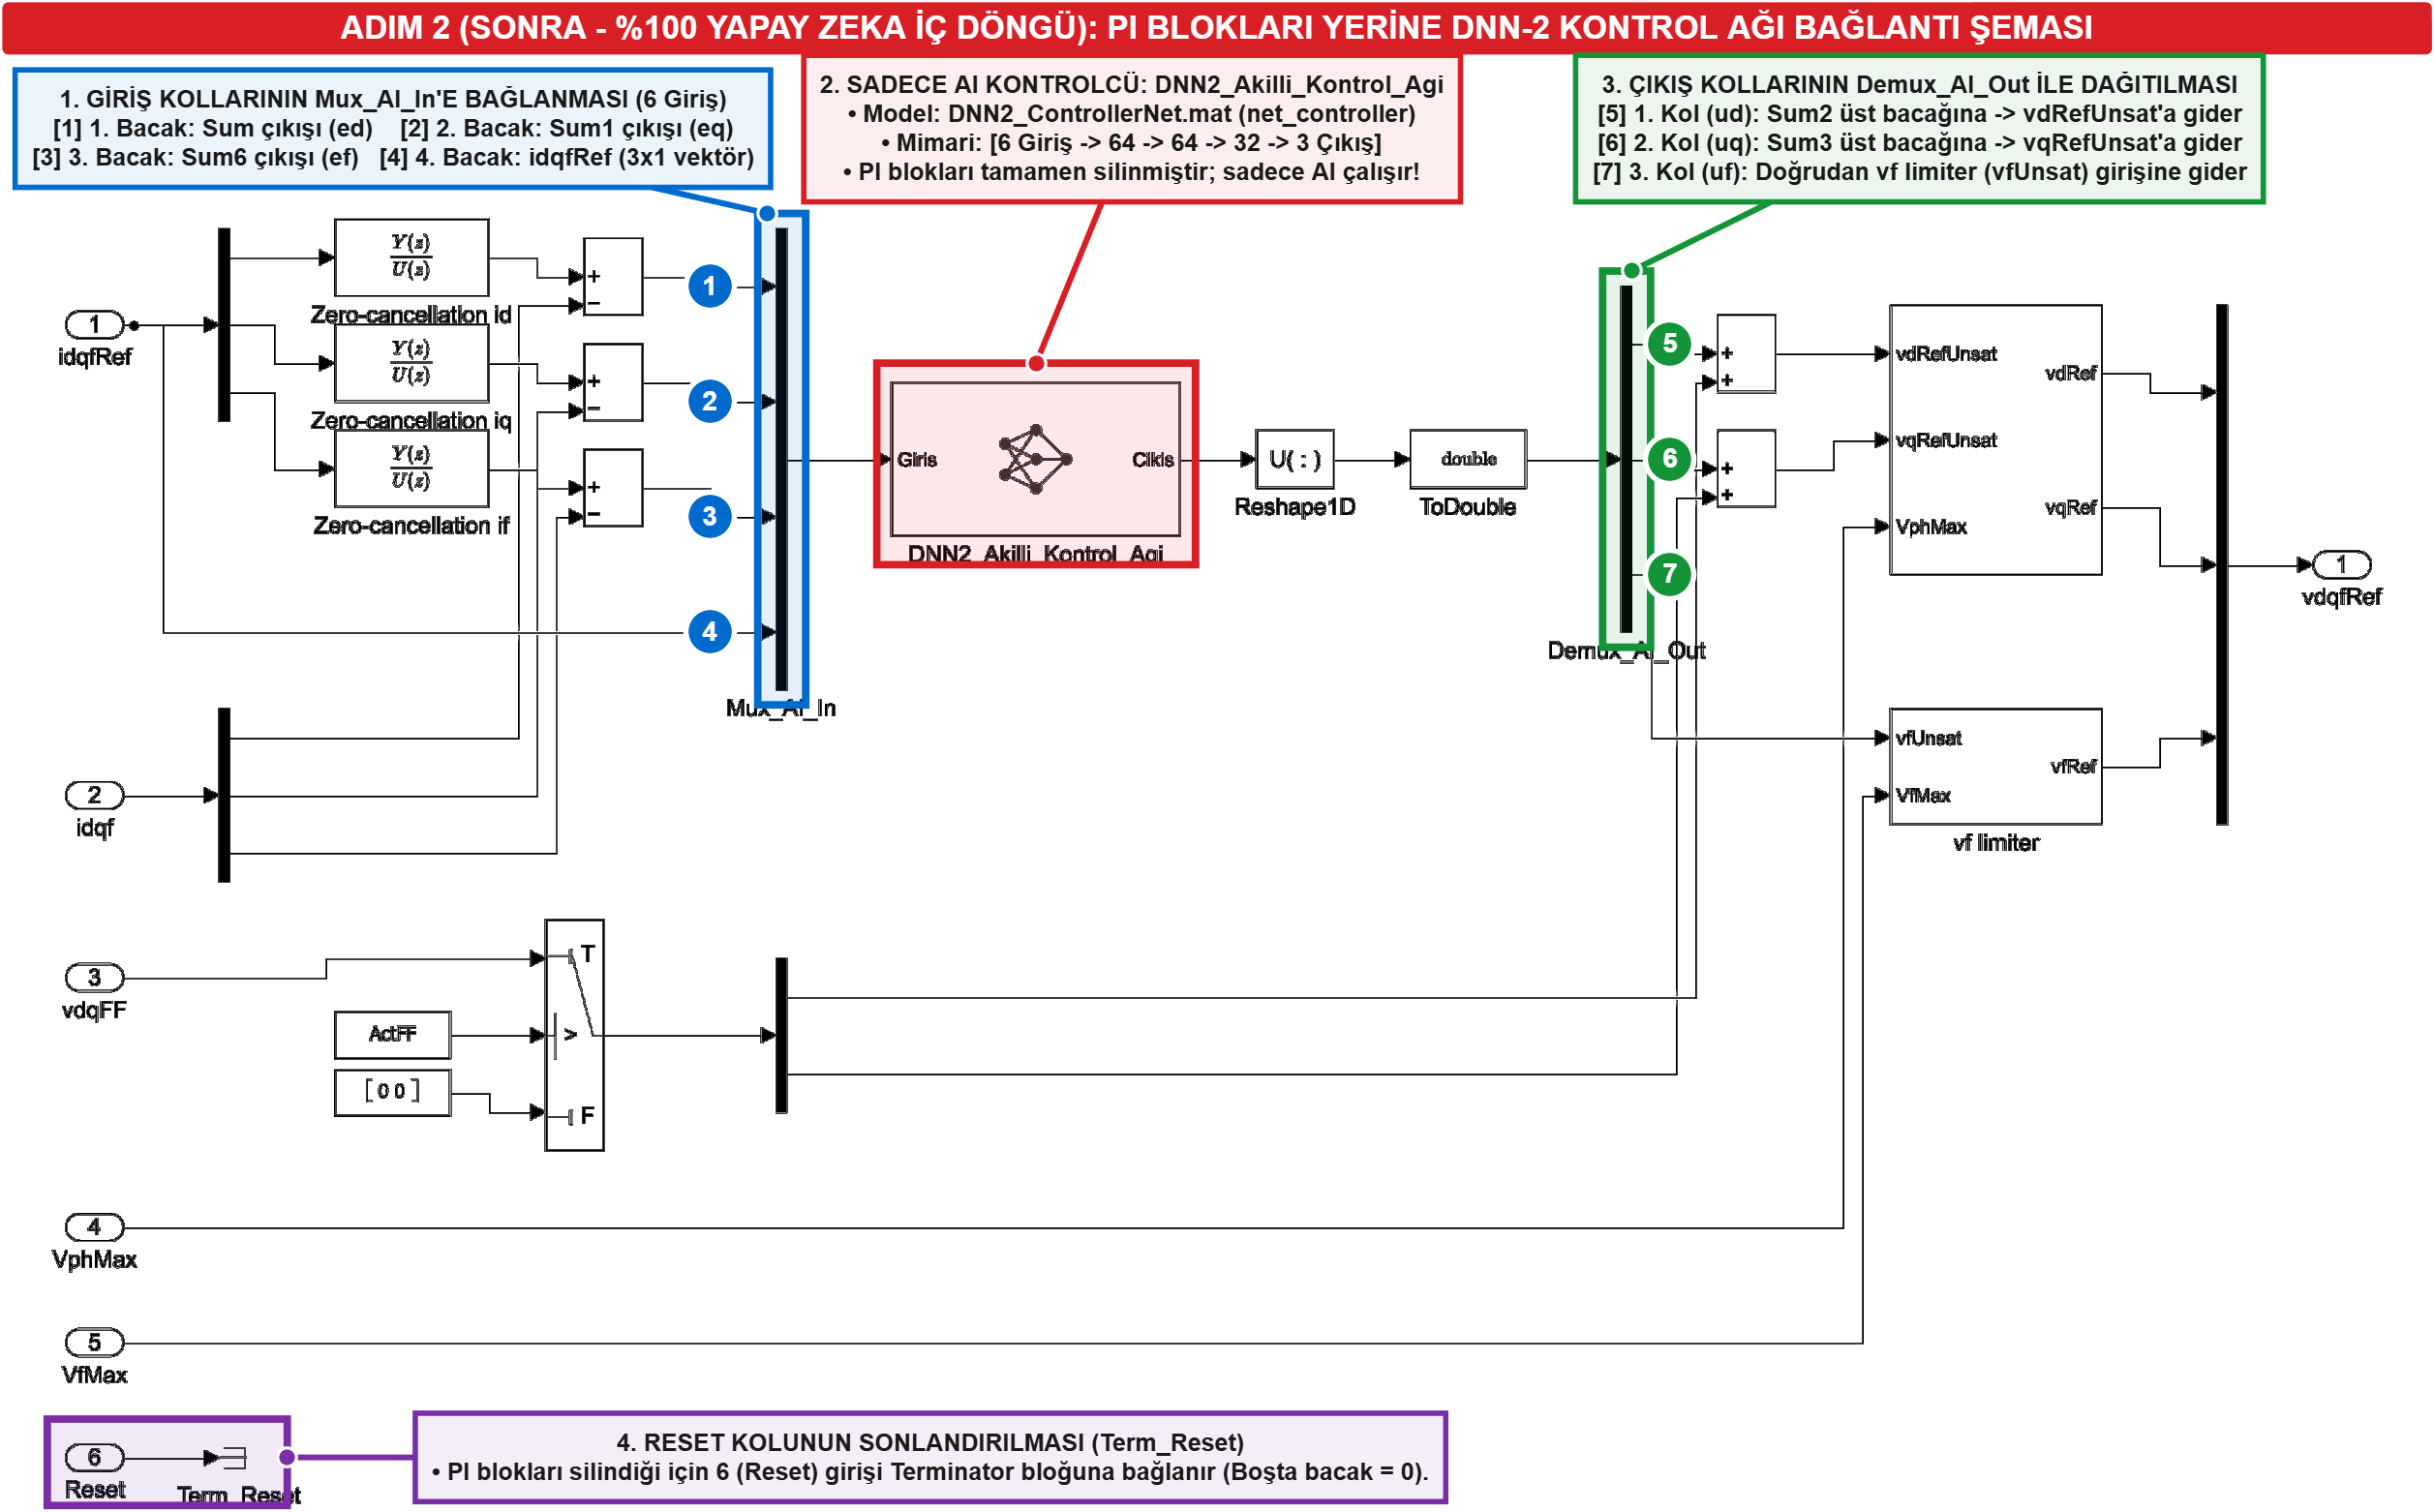 ADIM 2 (SONRA - %100 YAPAY ZEKA İÇ DÖNGÜ): PI BLOKLARI YERİNE DNN-2 KONTROL AĞI BAĞLANTI ŞEMASI
1. GİRİŞ KOLLARININ Mux_AI_In'E BAĞLANMASI (6 Giriş)
[1] 1. Bacak: Sum çıkışı (ed) [2] 2. Bacak: Sum1 çıkışı (eq)
[3] 3. Bacak: Sum6 çıkışı (ef) [4] 4. Bacak: idqfRef (3x1 vektör)
2. SADECE AI KONTROLCÜ: DNN2_Akilli_Kontrol_Agi
• Model: DNN2_ControllerNet.mat (net_controller)
• Mimari: [6 Giriş -> 64 -> 64 -> 32 -> 3 Çıkış]
• PI blokları tamamen silinmiştir; sadece AI çalışır!
3. ÇIKIŞ KOLLARININ Demux_AI_Out İLE DAĞITILMASI
[5] 1. Kol (ud): Sum2 üst bacağına -> vdRefUnsat'a gider
[6] 2. Kol (uq): Sum3 üst bacağına -> vqRefUnsat'a gider
[7] 3. Kol (uf): Doğrudan vf limiter (vfUnsat) girişine gider
1
idqfRef
Y(z)
U(z)
Zero-cancellation id
Y(z)
U(z)
Zero-cancellation iq
Y(z)
U(z)
Zero-cancellation if
+
−
+
−
+
−
1
2
3
4
Mux_AI_In
Giris
Cikis
DNN2_Akilli_Kontrol_Agi
U( : )
Reshape1D
double
ToDouble
5
6
7
Demux_AI_Out
+
+
+
+
vdRefUnsat
vqRefUnsat
VphMax
vdRef
vqRef
vfUnsat
VfMax
vfRef
vf limiter
1
vdqfRef
2
idqf
3
vdqFF
ActFF
[ 0 0 ]
T
>
F
4
VphMax
5
VfMax
6
Reset
Term_Reset
4. RESET KOLUNUN SONLANDIRILMASI (Term_Reset)
• PI blokları silindiği için 6 (Reset) girişi Terminator bloğuna bağlanır (Boşta bacak = 0).